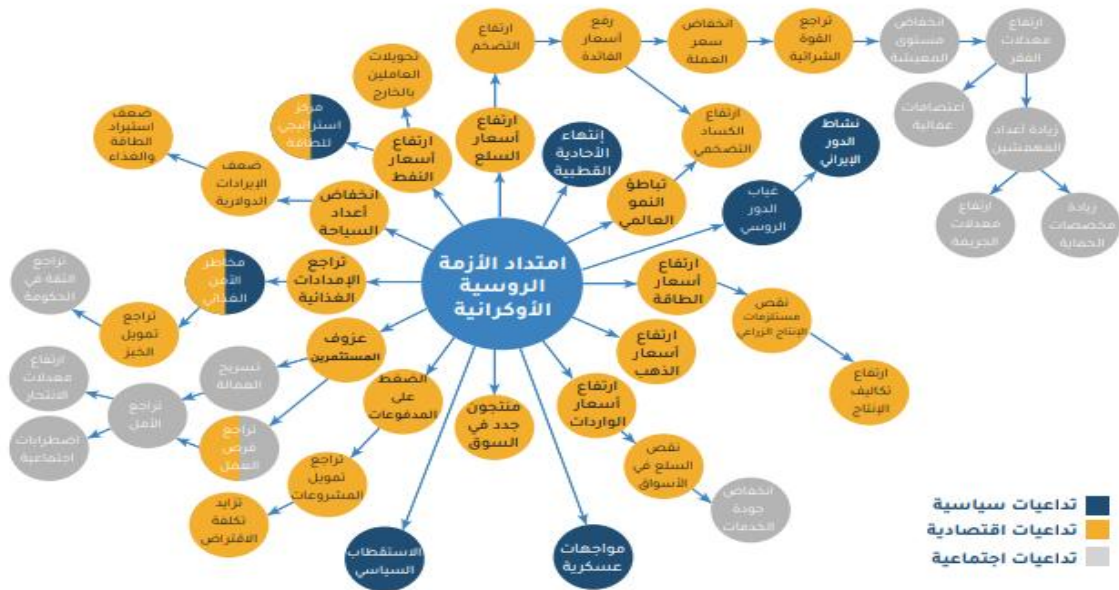 امتداد الأزمة
الروسية
الأوكرانية
ارتفاع
أسعار
السلع
ارتفاع
التضخم
رفع
أسعار
الفائدة
انخفاض
سعر
العملة
تراجع
القوة
الشرائية
انخفاض
مستوى
المعيشة
ارتفاع
معدلات
الفقر
اعتصامات
عمالية
زيادة أعداد
المهمشين
ارتفاع
معدلات
الجريمة
زيادة
مخصصات
الحماية
ارتفاع
الكساد
التضخمي
إنتهاء
الأحادية
القطبية
تباطؤ
النمو
العالمي
غياب
الدور
الروسي
نشاط
الدور
الإيراني
ارتفاع
أسعار
الطاقة
نقص
مستلزمات
الإنتاج الزراعي
ارتفاع
تكاليف
الإنتاج
ارتفاع
أسعار
الذهب
ارتفاع
أسعار
الواردات
نقص
السلع في
الأسواق
انخفاض
جودة
الخدمات
مواجهات
عسكرية
منتجون
جدد في
السوق
الاستقطاب
السياسي
الضغط
على
المدفوعات
تراجع
تمويل
المشروعات
تزايد
تكلفة
الاقتراض
عزوف
المستثمرين
تسريح
العمالة
تراجع
فرص
العمل
تراجع
الأمل
ارتفاع
معدلات
الانتحار
اضطرابات
اجتماعية
تراجع
الإمدادات
الغذائية
مخاطر
الأمن
الغذائي
تراجع
تمويل
الخبز
تراجع
الثقة في
الحكومة
انخفاض
أعداد
السياحة
ضعف
الإيرادات
الدولارية
ضعف
استيراد
الطاقة
والغذاء
ارتفاع
أسعار
النفط
مركز
استراتيجي
للطاقة
تحويلات
العاملين
بالخارج
تداعيات سياسية
تداعيات اقتصادية
تداعيات اجتماعية